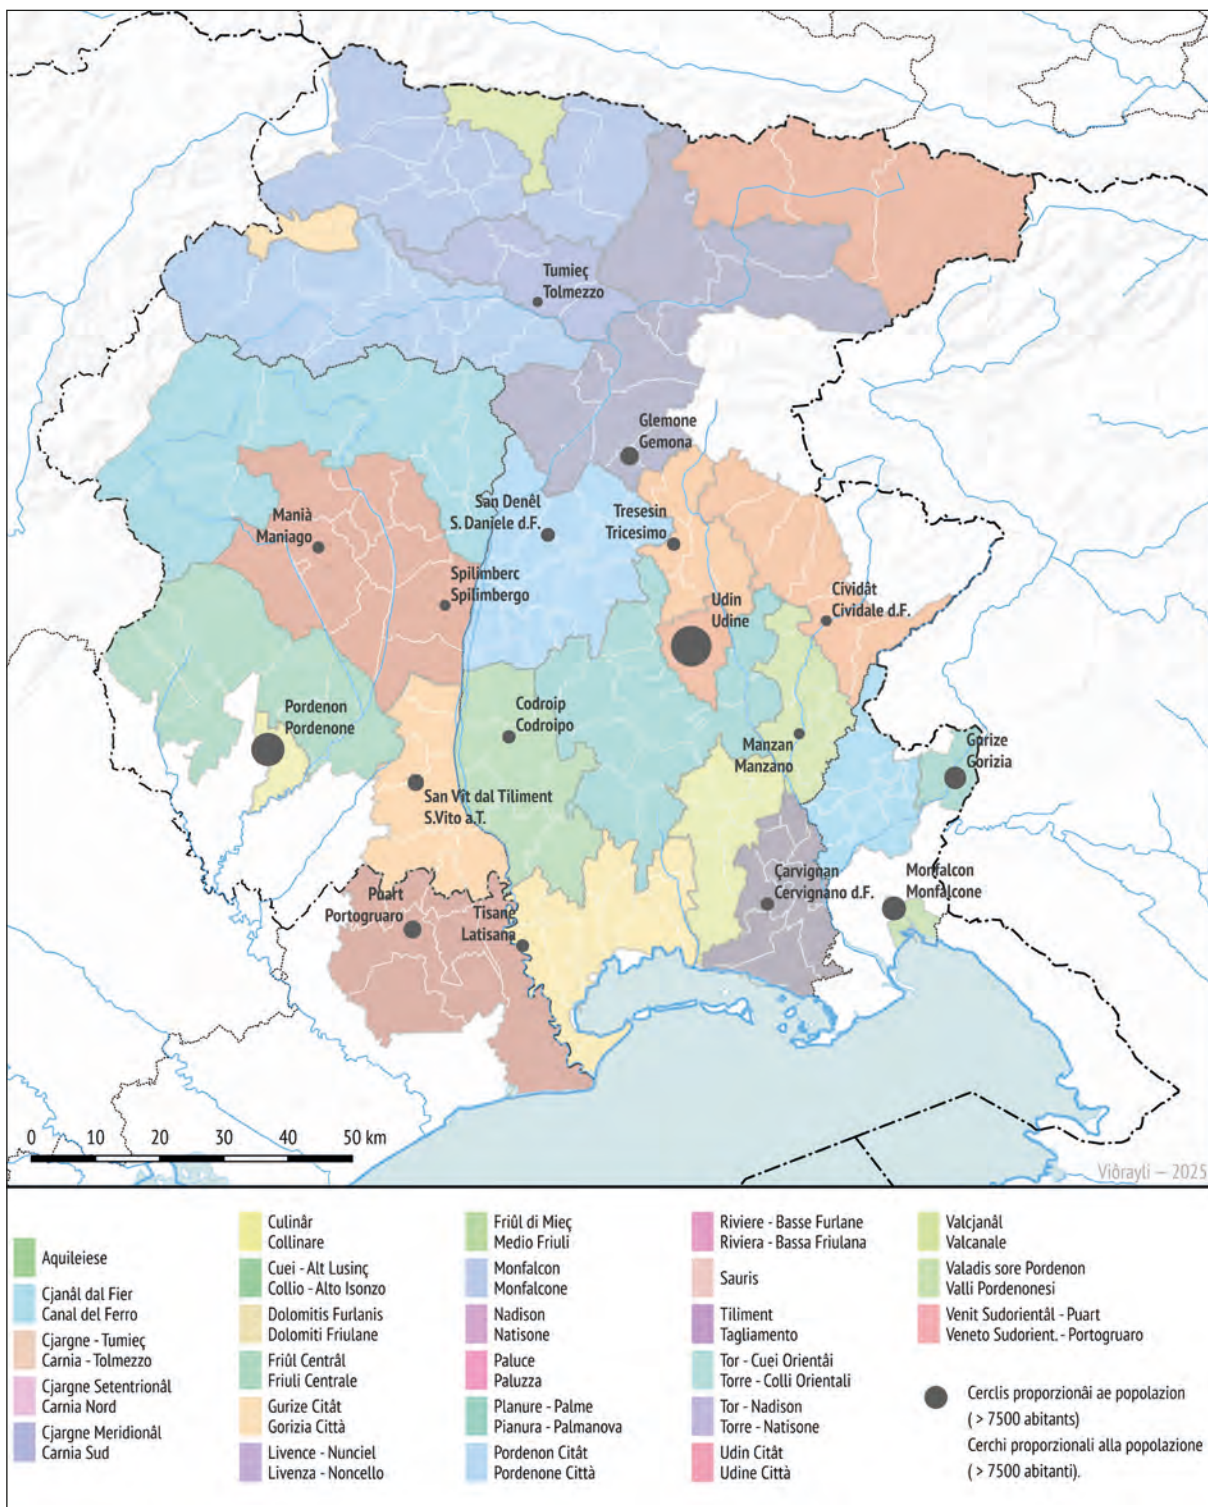 Tumieç
Tolmezzo
Glemone
Gemona
San Denêl
S. Daniele d.F.
Tresesin
Tricesimo
Manià
Maniago
Spilimberc
Spilimbergo
Udin
Udine
Cividât
Cividale d.F.
Pordenon
Pordenone
Codroip
Codroipo
Manzan
Manzano
Gurize
Gorizia
San Vît dal Tiliment
S.Vito a.T.
Çarvignan
Cervignano d.F.
Monfalcon
Monfalcone
Puart
Portogruaro
Tisane
Latisana
0 10 20 30 40 50 km
Viôrayli – 2025
Aquileiese
Cjanâl dal Fier
Canal del Ferro
Cjargne - Tumieç
Carnia - Tolmezzo
Cjargne Setentrionâl
Carnia Nord
Cjargne Meridionâl
Carnia Sud
Culinâr
Collinare
Cuei - Alt Lusinç
Collio - Alto Isonzo
Dolomitis Furlanis
Dolomiti Friulane
Friûl Centrâl
Friuli Centrale
Gurize Citât
Gorizia Città
Livence - Nunciel
Livenza - Noncello
Friûl di Mieç
Medio Friuli
Monfalcon
Monfalcone
Nadison
Natisone
Paluce
Paluzza
Planure - Palme
Pianura - Palmanova
Pordenon Citât
Pordenone Città
Riviere - Basse Furlane
Riviera - Bassa Friulana
Sauris
Tiliment
Tagliamento
Tor - Cuei Orientâi
Torre - Colli Orientali
Tor - Nadison
Torre - Natisone
Udin Citât
Udine Città
Valcjanâl
Valcanale
Valadis sore Pordenon
Valli Pordenonesi
Venit Sudorientâl - Puart
Veneto Sudorient. - Portogruaro
Cerclis proporzionâi ae popolazion
( > 7500 abitants)
Cerchi proporzionali alla popolazione
( > 7500 abitanti).